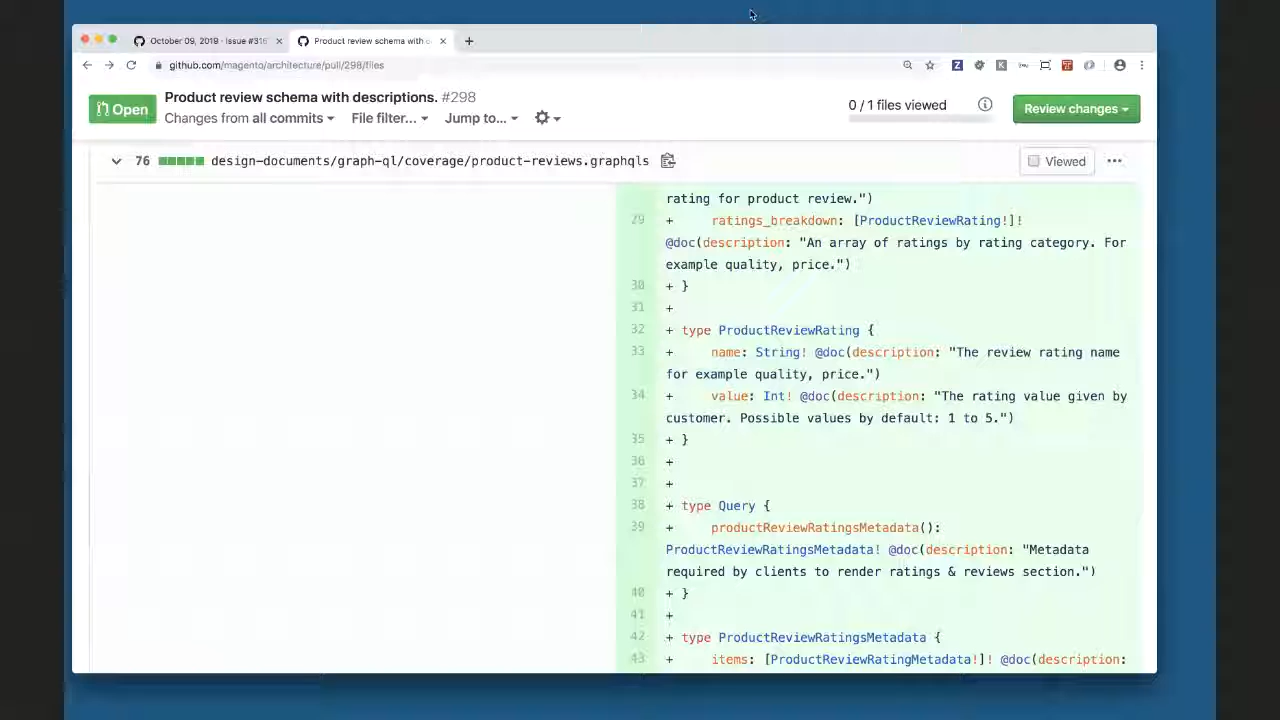 October 09, 2019 · Issue #316
Product review schema with
github.com/magento/architecture/pull/298/files
Open
Product review schema with descriptions. #298
Changes from all commits
File filter...
Jump to...
0 / 1 files viewed
Review changes
76
design-documents/graph-ql/coverage/product-reviews.graphqls
Viewed
rating for product review.")
29 + ratings_breakdown: [ProductReviewRating!]!
@doc(description: "An array of ratings by rating category. For
example quality, price.")
30 + }
31 +
32 + type ProductReviewRating {
33 + name: String! @doc(description: "The review rating name
for example quality, price.")
34 + value: Int! @doc(description: "The rating value given by
customer. Possible values by default: 1 to 5.")
35 + }
36 +
37 +
38 + type Query {
39 + productReviewRatingsMetadata():
ProductReviewRatingsMetadata! @doc(description: "Metadata
required by clients to render ratings & reviews section.")
40 + }
41 +
42 + type ProductReviewRatingsMetadata {
43 + items: [ProductReviewRatingMetadata!]! @doc(description: